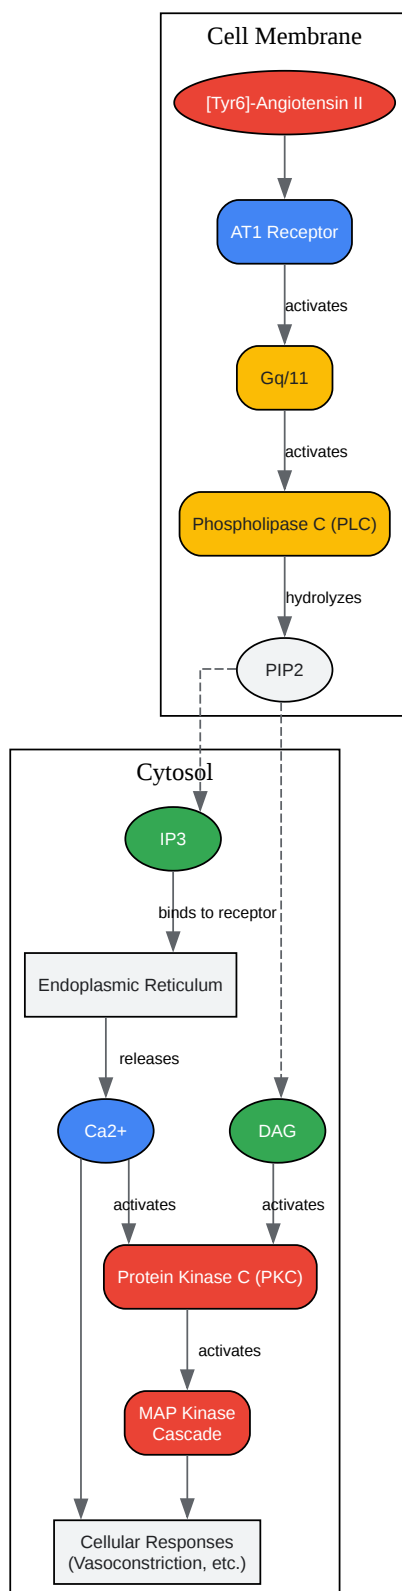 Cell Membrane
[Tyr6]-Angiotensin II
AT1 Receptor
activates
Gq/11
activates
Phospholipase C (PLC)
hydrolyzes
PIP2
Cytosol
IP3
binds to receptor
Endoplasmic Reticulum
releases
Ca2+
DAG
activates
activates
Protein Kinase C (PKC)
activates
MAP Kinase
Cascade
Cellular Responses
(Vasoconstriction, etc.)